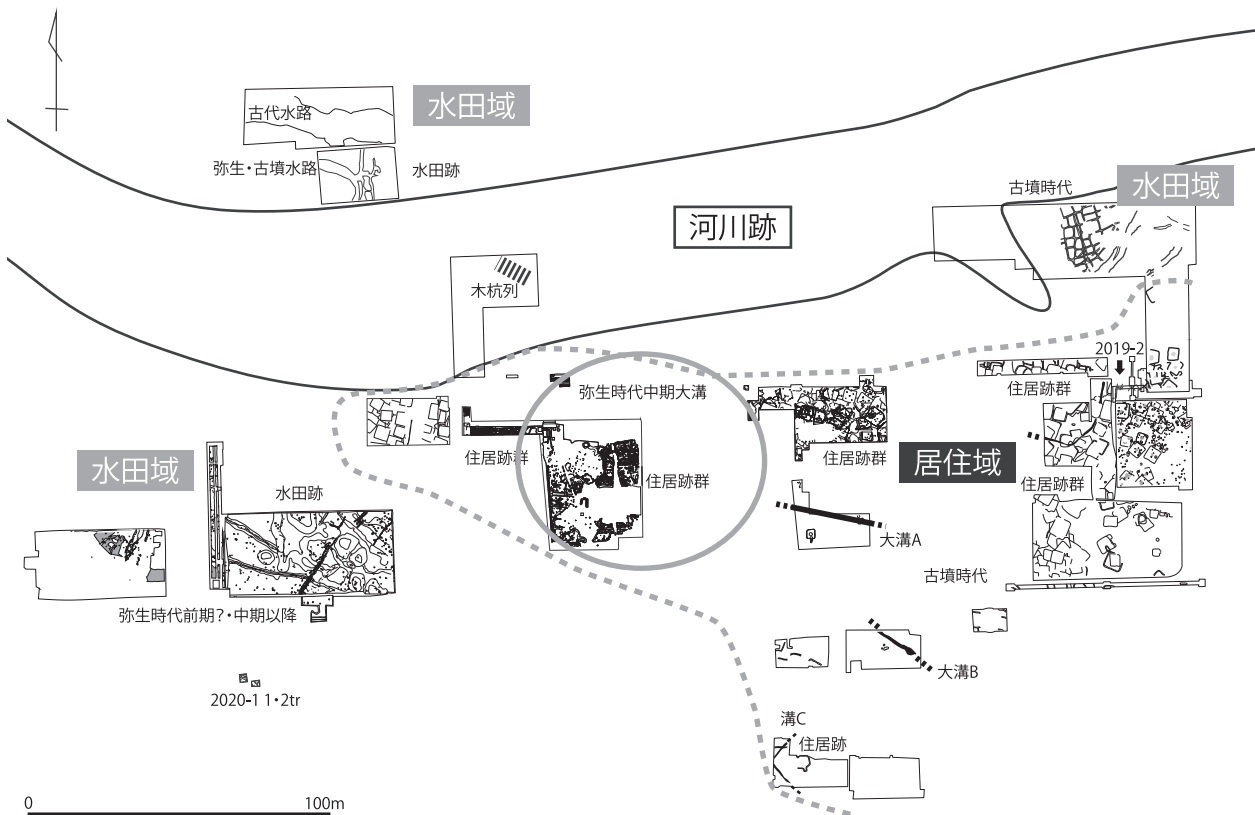 古代水路
水田域
弥生・古墳水路
水田跡
古墳時代
水田域
河川跡
木杭列
2019-2
弥生時代中期大溝
住居跡群
住居跡群
住居跡群
住居跡群
居住域
住居跡群
水田域
水田跡
大溝A
古墳時代
弥生時代前期?・中期以降
大溝B
2020-1 1・2tr
溝C
住居跡
0
100m